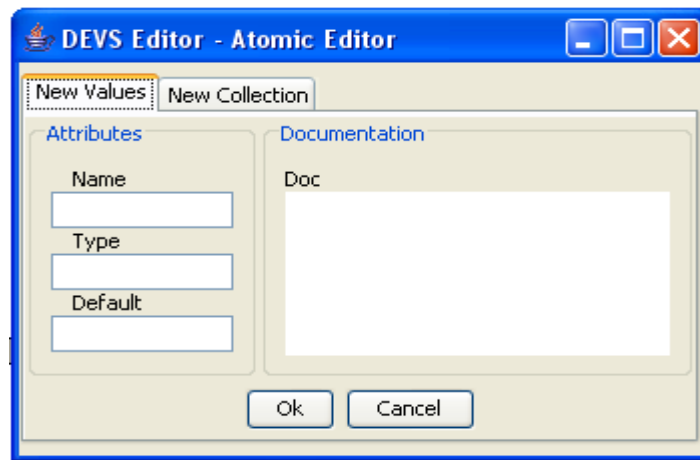 DEVS Editor - Atomic Editor
New Values New Collection
Attributes
Documentation
Name
Doc
Type
Default
Ok Cancel